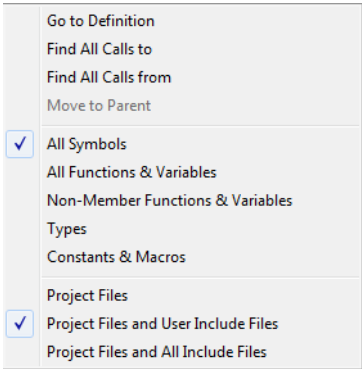 Go to Definition
Find All Calls to
Find All Calls from
Move to Parent
All Symbols
All Functions & Variables
Non-Member Functions & Variables
Types
Constants & Macros
Project Files
Project Files and User Include Files
Project Files and All Include Files